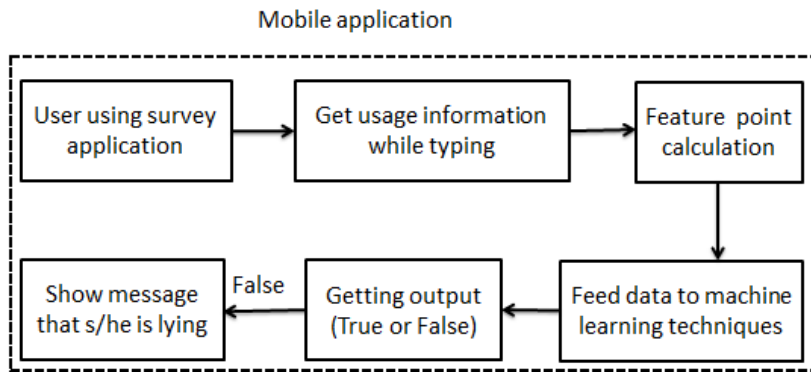 Mobile application
User using survey
application
Get usage information
while typing
Feature point
calculation
Feed data to machine
learning techniques
Getting output
(True or False)
False
Show message
that s/he is lying